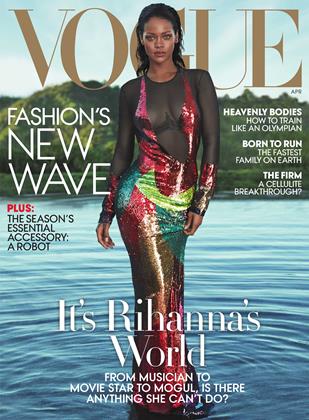 VOGUE
APR
FASHION'S
NEW
WAVE
PLUS:
THE SEASON'S
ESSENTIAL
ACCESSORY:
A ROBOT
HEAVENLY BODIES
HOW TO TRAIN
LIKE AN OLYMPIAN
BORN TO RUN
THE FASTEST
FAMILY ON EARTH
THE FIRM
A CELLULITE
BREAKTHROUGH?
It's Rihanna's
World
FROM MUSICIAN TO
MOVIE STAR TO MOGUL, IS THERE
ANYTHING SHE CAN'T DO?